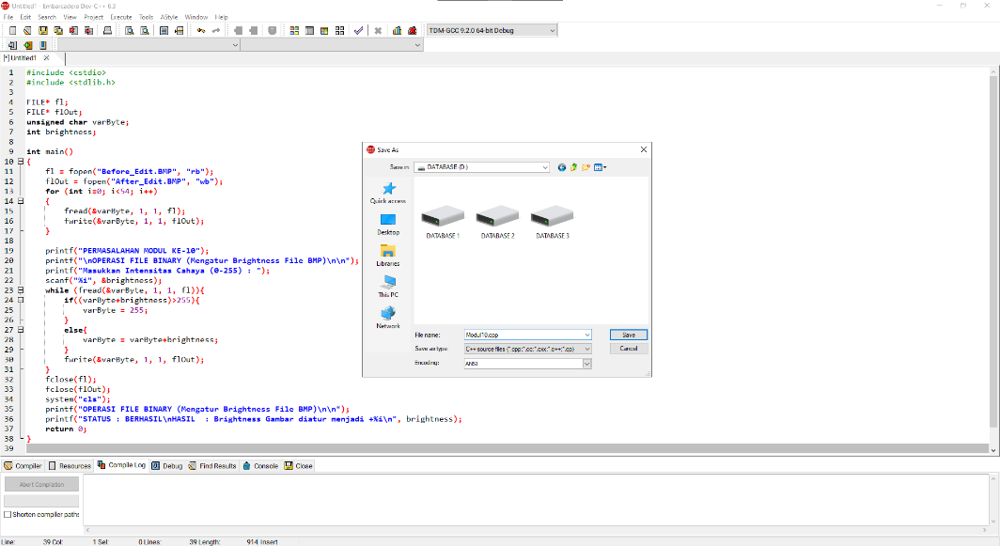 Untitled1 - Embarcadero Dev-C++ 6.3
File Edit Search View Project Execute Tools AStyle Window Help
TDM-GCC 9.2.0 64-bit Debug
[*] Untitled1
1 #include <cstdio>
2 #include <stdlib.h>
3
4 FILE* fl;
5 FILE* flOut;
6 unsigned char varByte;
7 int brightness;
8
9 int main()
10 {
11 fl = fopen("Before_Edit.BMP", "rb");
12 flOut = fopen("After_Edit.BMP", "wb");
13 for (int i=0; i<54; i++)
14 {
15 fread(&varByte, 1, 1, fl);
16 fwrite(&varByte, 1, 1, flOut);
17 }
18
19 printf("PERMASALAHAN MODUL KE-10");
20 printf("\nOPERASI FILE BINARY (Mengatur Brightness File BMP)\n\n");
21 printf("Masukkan Intensitas Cahaya (0-255) : ");
22 scanf("%i", &brightness);
23 while (fread(&varByte, 1, 1, fl)){
24 if((varByte+brightness)>255){
25 varByte = 255;
26 }
27 else{
28 varByte = varByte+brightness;
29 }
30 fwrite(&varByte, 1, 1, flOut);
31 }
32 fclose(fl);
33 fclose(flOut);
34 system("cls");
35 printf("OPERASI FILE BINARY (Mengatur Brightness File BMP)\n\n");
36 printf("STATUS : BERHASIL\nHASIL  : Brightness Gambar diatur menjadi +%i\n", brightness);
37 return 0;
38 }
39
Save As
Save in: DATABASE (D:)
Quick access
Desktop
Libraries
This PC
Network
DATABASE 1 DATABASE 2 DATABASE 3
File name: Modul10.cpp Save
Save as type: C++ source files (*.cpp;*.cc;*.cxx;*.c++;*.cp) Cancel
Encoding: ANSI
Compiler Resources Compile Log Debug Find Results Console Close
Abort Compilation
Shorten compiler paths
Line: 39 Col: 1 Sel: 0 Lines: 39 Length: 914 Insert